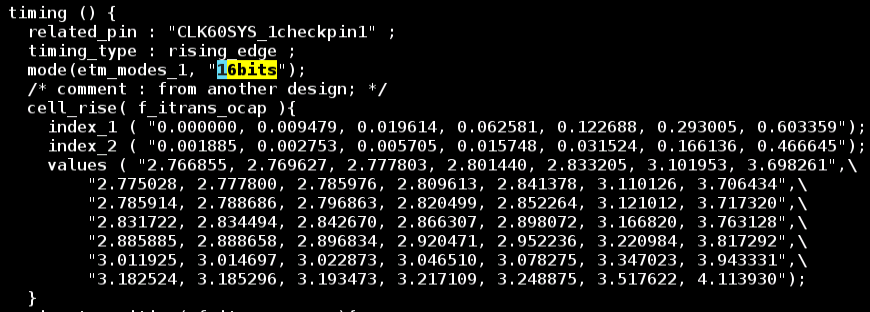 timing () {
related_pin : "CLK60SYS_1checkpin1" ;
timing_type : rising_edge ;
mode(etm_modes_1, "16bits");
/* comment : from another design; */
cell_rise( f_itrans_ocap ){
index_1 ( "0.000000, 0.009479, 0.019614, 0.062581, 0.122688, 0.293005, 0.603359");
index_2 ( "0.001885, 0.002753, 0.005705, 0.015748, 0.031524, 0.166136, 0.466645");
values ( "2.766855, 2.769627, 2.777803, 2.801440, 2.833205, 3.101953, 3.698261",\
"2.775028, 2.777800, 2.785976, 2.809613, 2.841378, 3.110126, 3.706434",\
"2.785914, 2.788686, 2.796863, 2.820499, 2.852264, 3.121012, 3.717320",\
"2.831722, 2.834494, 2.842670, 2.866307, 2.898072, 3.166820, 3.763128",\
"2.885885, 2.888658, 2.896834, 2.920471, 2.952236, 3.220984, 3.817292",\
"3.011925, 3.014697, 3.022873, 3.046510, 3.078275, 3.347023, 3.943331",\
"3.182524, 3.185296, 3.193473, 3.217109, 3.248875, 3.517622, 4.113930");
}